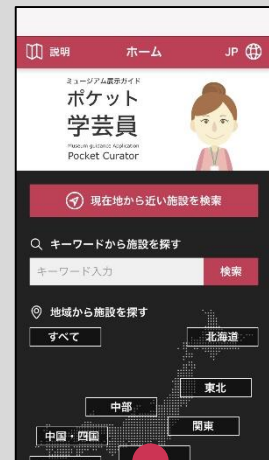 説明
ホーム
JP
ミュージアム展示ガイド
ポケット
学芸員
Museum guidance Application
Pocket Curator
現在地から近い施設を検索
キーワードから施設を探す
キーワード入力
検索
地域から施設を探す
すべて
北海道
東北
中部
関東
中国・四国